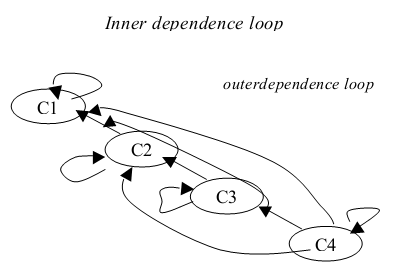 Inner dependence loop
outerdependence loop
C1
C2
C3
C4